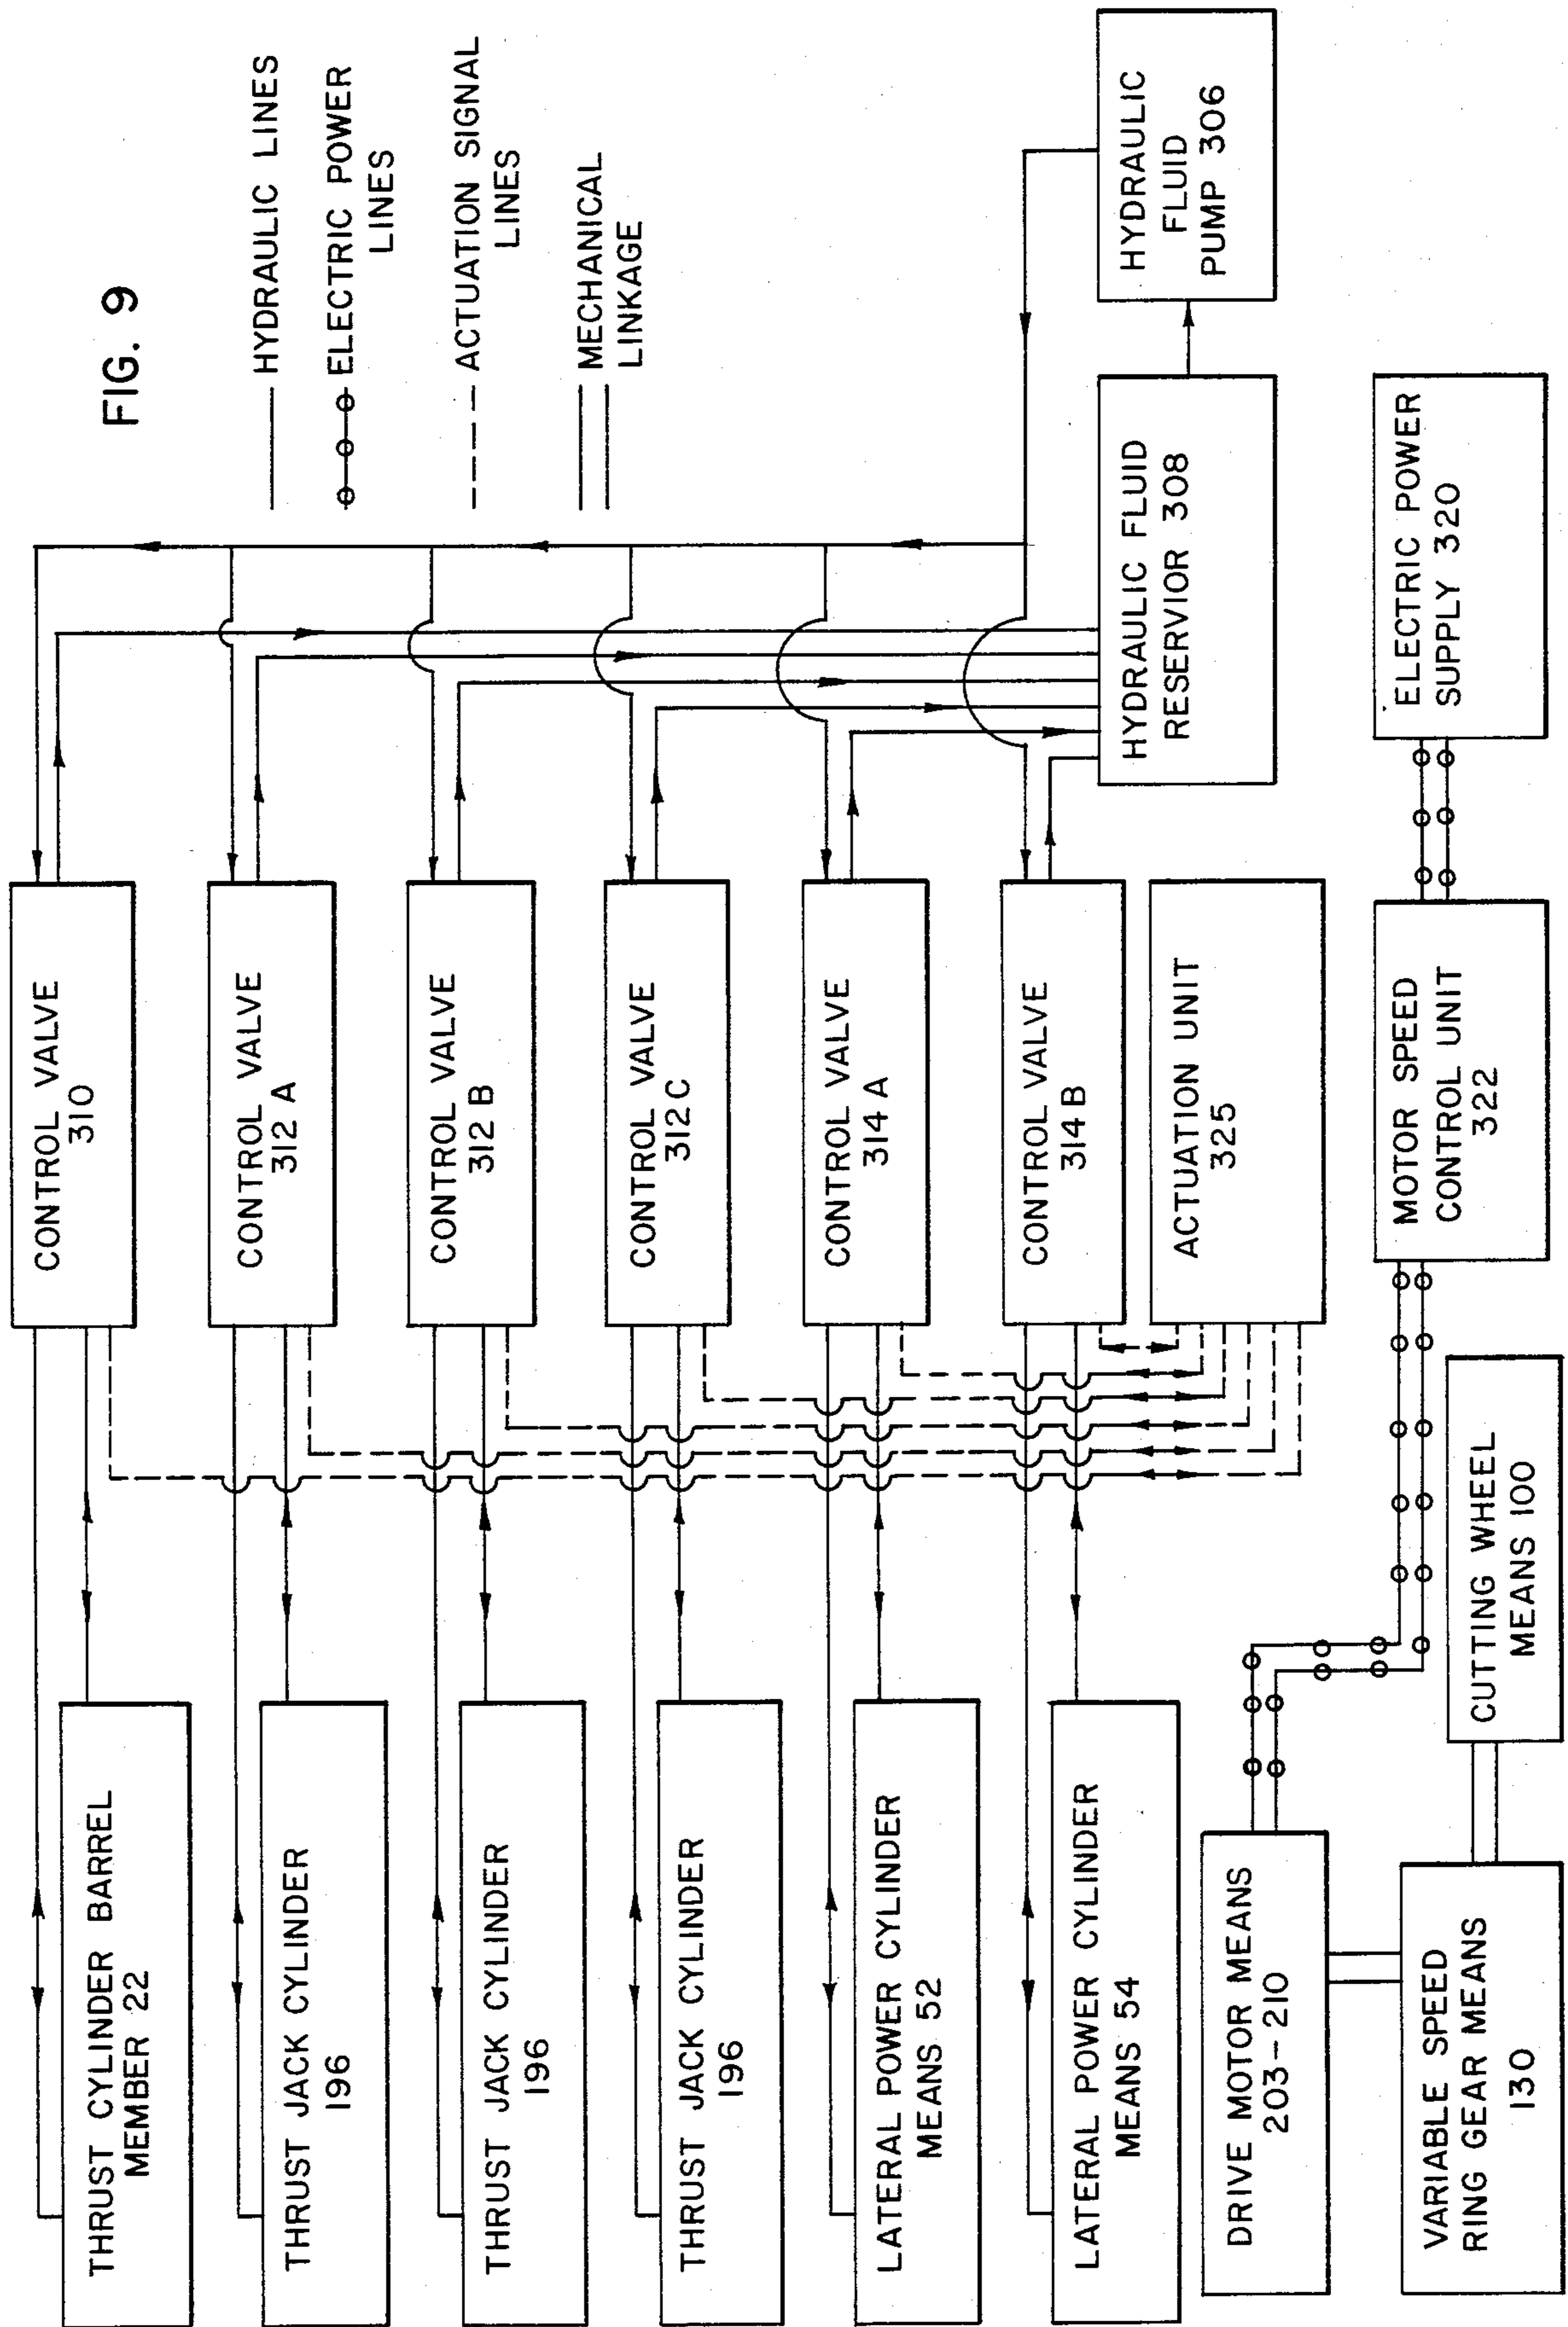 FIG. 9
HYDRAULIC LINES
ELECTRIC POWER
LINES
ACTUATION SIGNAL
LINES
MECHANICAL
LINKAGE
THRUST CYLINDER BARREL
MEMBER 22
CONTROL VALVE
310
THRUST JACK CYLINDER
196
CONTROL VALVE
312 A
THRUST JACK CYLINDER
196
CONTROL VALVE
312 B
THRUST JACK CYLINDER
196
CONTROL VALVE
312 C
LATERAL POWER CYLINDER
MEANS 52
CONTROL VALVE
314 A
LATERAL POWER CYLINDER
MEANS 54
CONTROL VALVE
314 B
ACTUATION UNIT
325
HYDRAULIC FLUID
RESERVIOR 308
HYDRAULIC
FLUID
PUMP 306
DRIVE MOTOR MEANS
203-210
VARIABLE SPEED
RING GEAR MEANS
130
CUTTING WHEEL
MEANS 100
MOTOR SPEED
CONTROL UNIT
322
ELECTRIC POWER
SUPPLY 320